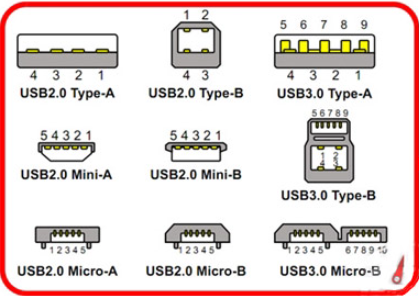 1 2
5 6 7 8 9
4 3 2 1
4 3
4 3 2 1
USB2.0 Type-A
USB2.0 Type-B
USB3.0 Type-A
5 6 7 8 9
5 4 3 2 1
5 4 3 2 1
1 2
4 3
USB2.0 Mini-A
USB2.0 Mini-B
USB3.0 Type-B
1 2 3 4 5
1 2 3 4 5
1 2 3 4 5
6 7 8 9 10
USB2.0 Micro-A
USB2.0 Micro-B
USB3.0 Micro-B